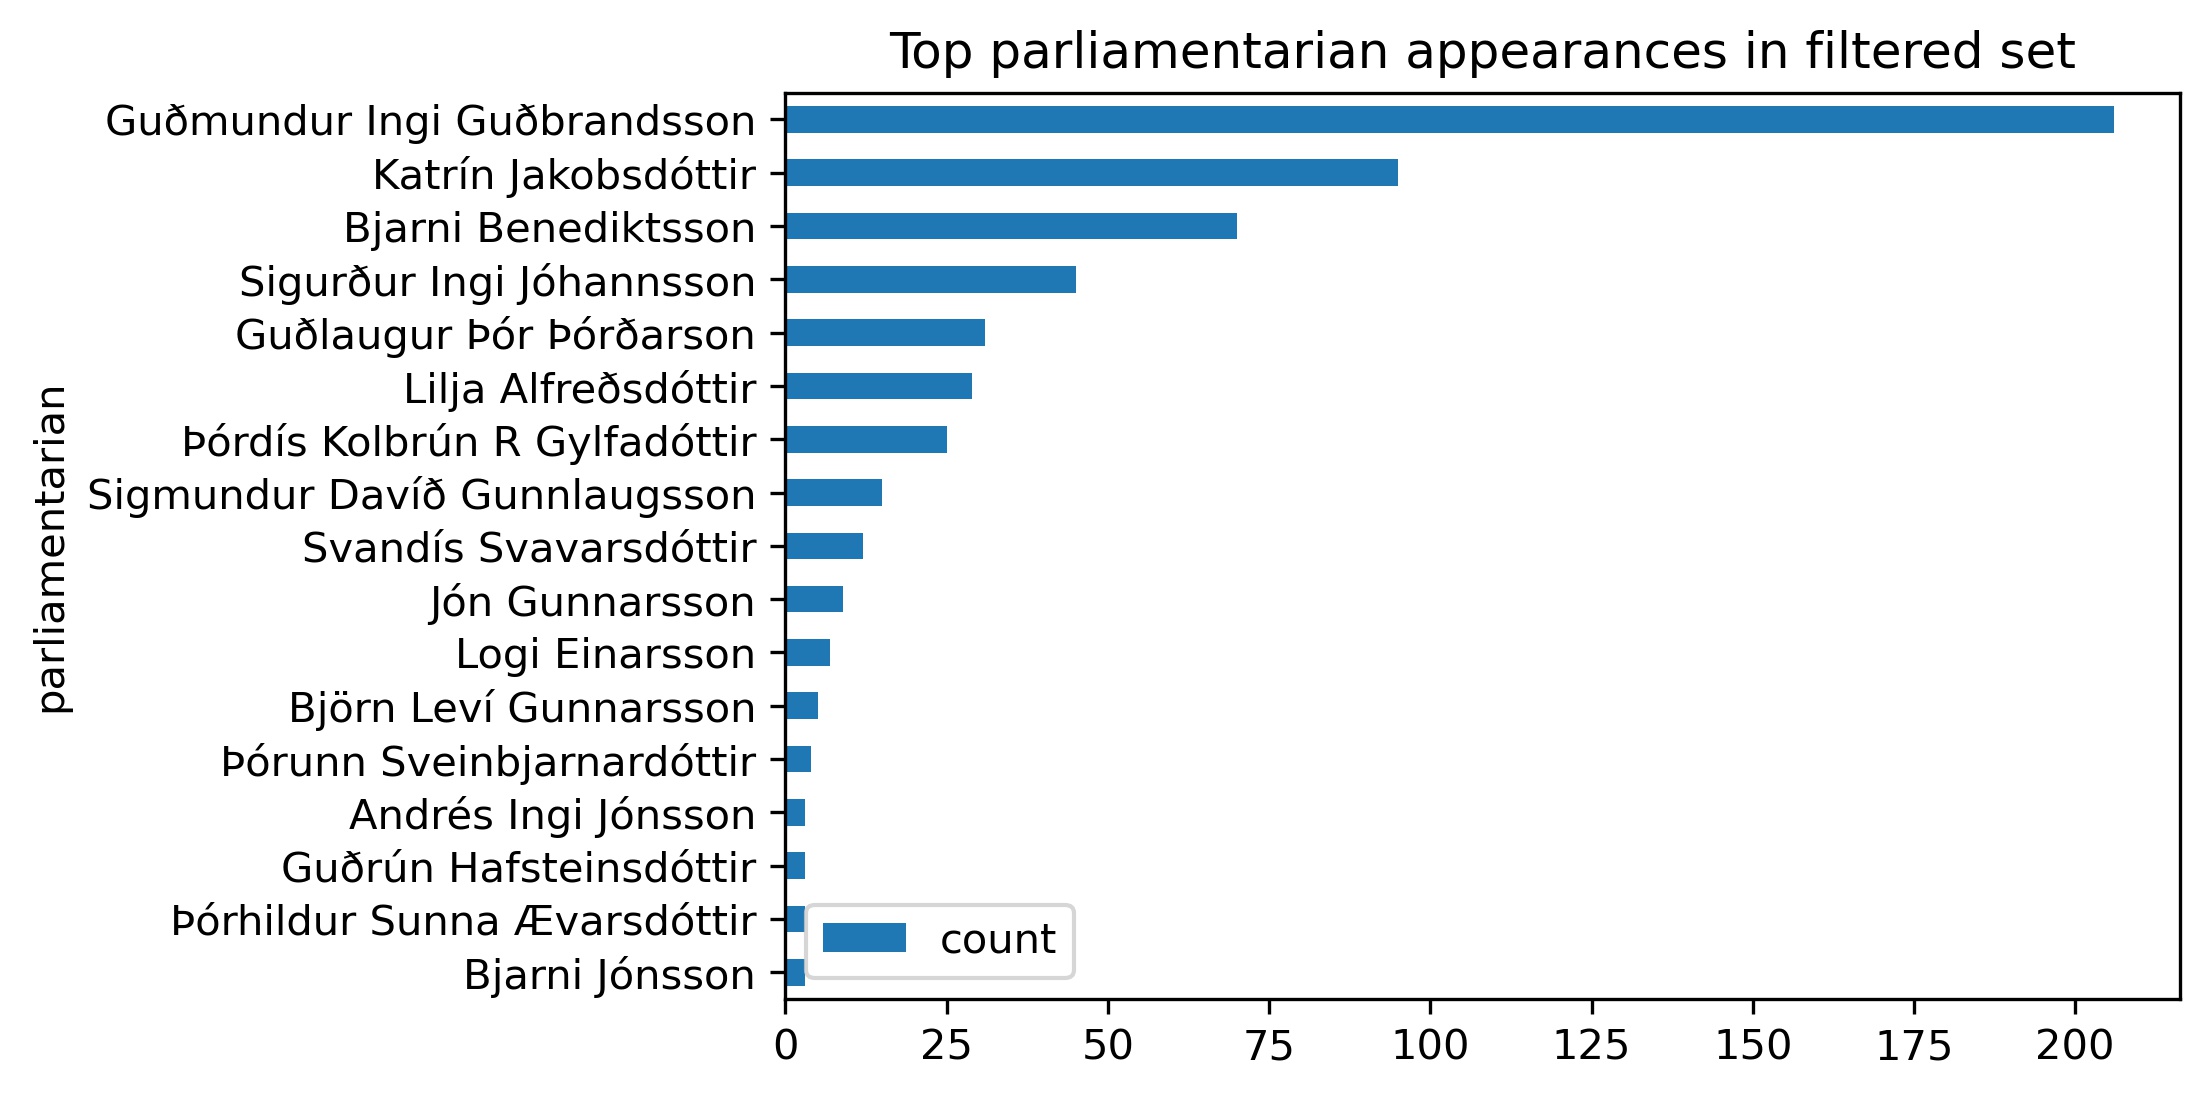 Top parliamentarian appearances in filtered set
parliamentarian
Guðmundur Ingi Guðbrandsson
Katrín Jakobsdóttir
Bjarni Benediktsson
Sigurður Ingi Jóhannsson
Guðlaugur Þór Þórðarson
Lilja Alfreðsdóttir
Þórdís Kolbrún R Gylfadóttir
Sigmundur Davíð Gunnlaugsson
Svandís Svavarsdóttir
Jón Gunnarsson
Logi Einarsson
Björn Leví Gunnarsson
Þórunn Sveinbjarnardóttir
Andrés Ingi Jónsson
Guðrún Hafsteinsdóttir
Þórhildur Sunna Ævarsdóttir
Bjarni Jónsson
count
0 25 50 75 100 125 150 175 200